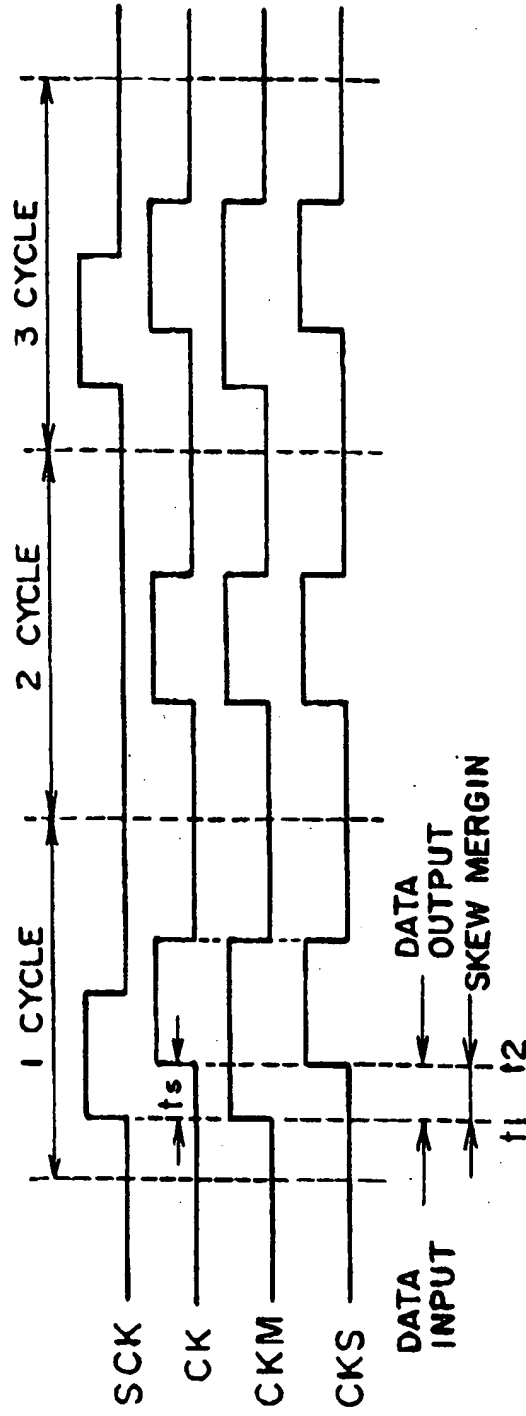 1 CYCLE
2 CYCLE
3 CYCLE
SCK
CK
ts
CKM
CKS
DATA
INPUT
DATA
OUTPUT
SKEW MERGIN
t1
t2